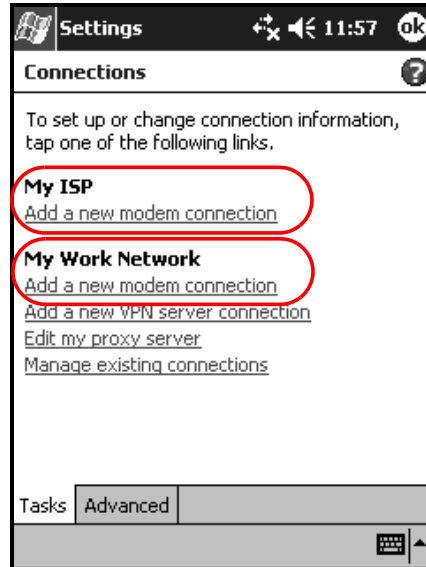 Settings 11:57 ok
Connections ?
To set up or change connection information,
tap one of the following links.
My ISP
Add a new modem connection
My Work Network
Add a new modem connection
Add a new VPN server connection
Edit my proxy server
Manage existing connections
Tasks Advanced